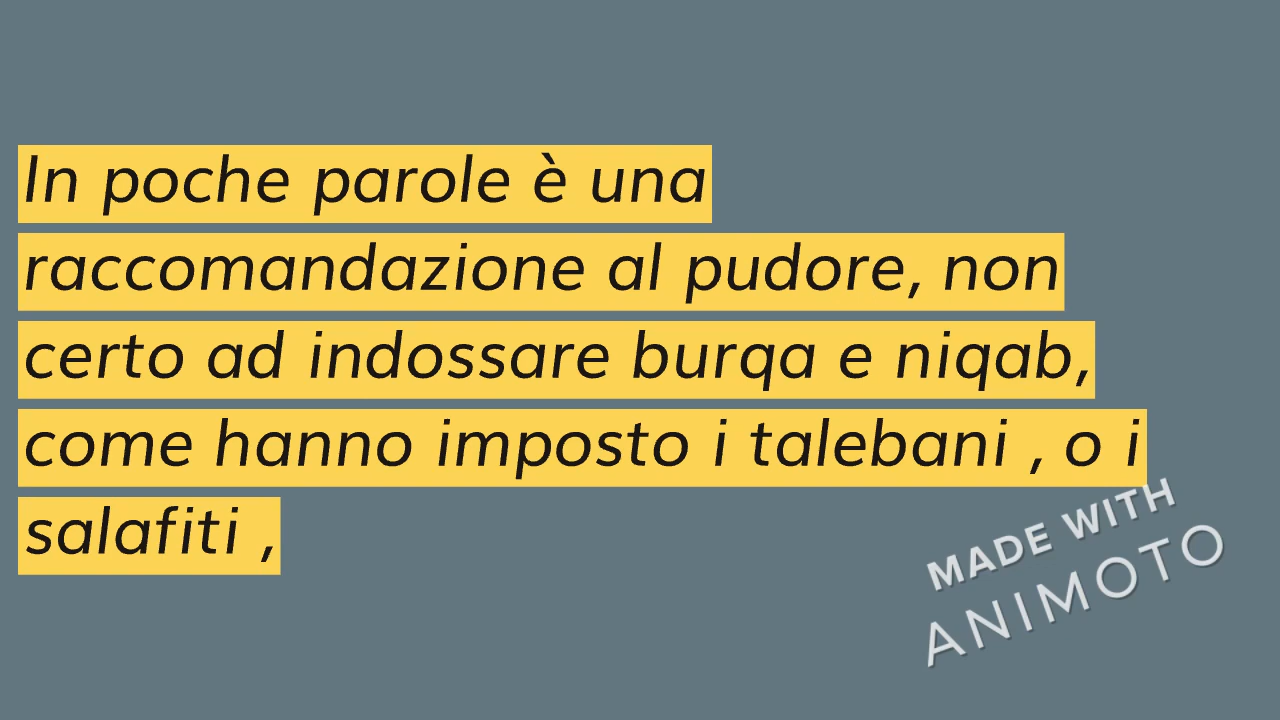 In poche parole è una
raccomandazione al pudore, non
certo ad indossare burqa e niqab,
come hanno imposto i talebani , o i
salafiti ,
MADE WITH
ANIMOTO